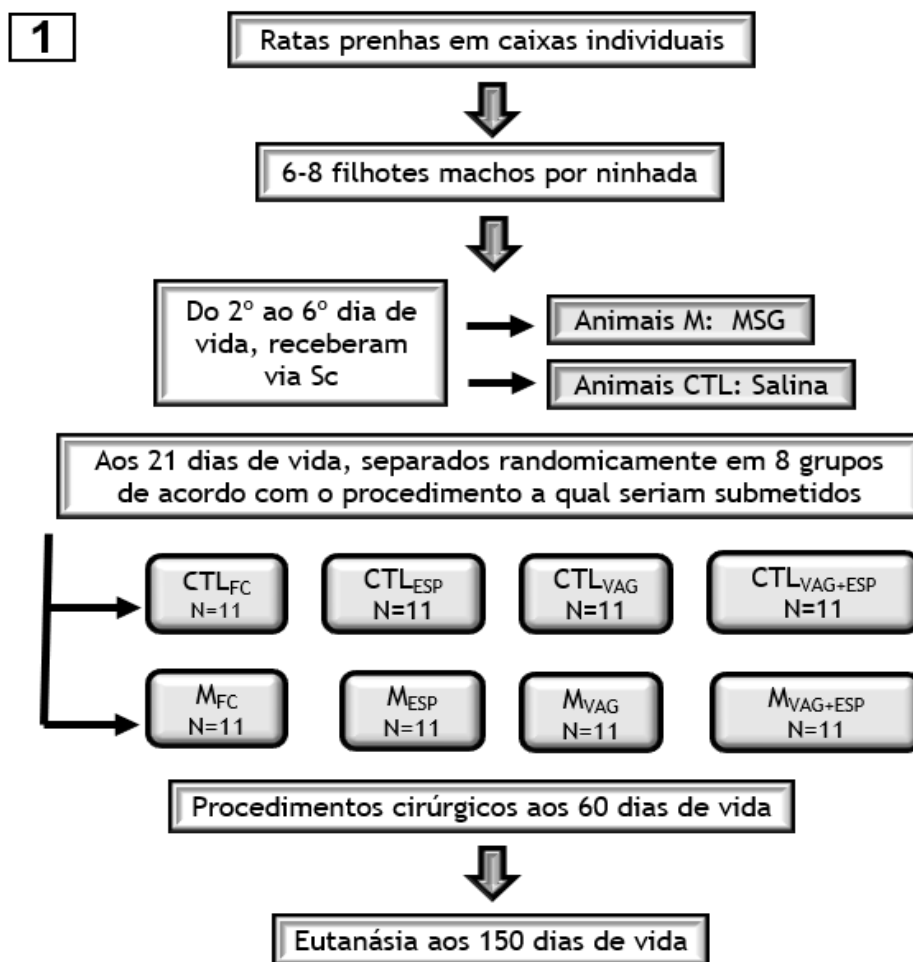 1
Ratas prenhas em caixas individuais
6-8 filhotes machos por ninhada
Do 2º ao 6º dia de
vida, receberam
via Sc
Animais M: MSG
Animais CTL: Salina
Aos 21 dias de vida, separados randomicamente em 8 grupos
de acordo com o procedimento a qual seriam submetidos
CTLFC
N=11
CTLESP
N=11
CTLVAG
N=11
CTLVAG+ESP
N=11
MFC
N=11
MESP
N=11
MVAG
N=11
MVAG+ESP
N=11
Procedimentos cirúrgicos aos 60 dias de vida
Eutanásia aos 150 dias de vida